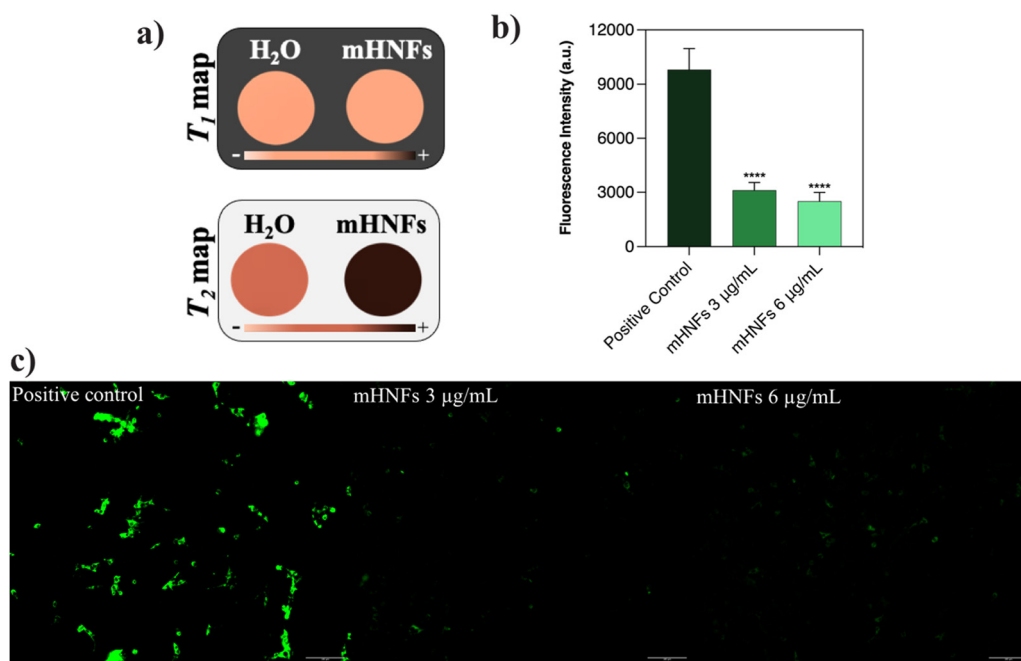 a)
H₂O mHNFs
T₁ map
- +
H₂O mHNFs
T₂ map
- +
b)
Fluorescence Intensity (a.u.)
12000
9000
6000
3000
0
****
****
Positive Control
mHNFs 3 µg/mL
mHNFs 6 µg/mL
c)
Positive control
mHNFs 3 µg/mL
mHNFs 6 µg/mL